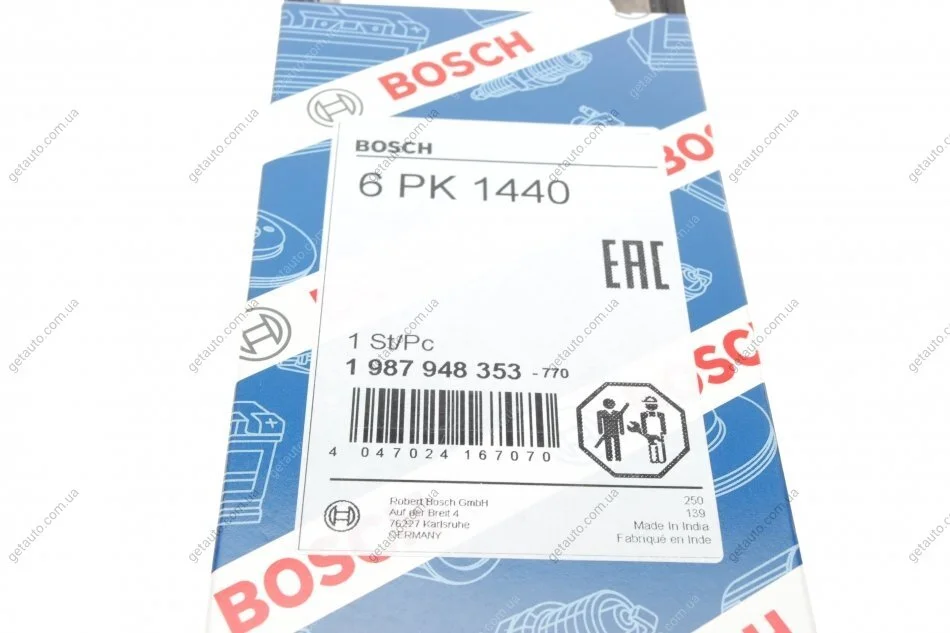 BOSCH
BOSCH
BOSCH
6 PK 1440
EAC
1 St/Pc
1 987 948 353 - 770
BOSCH
4 047024 167070
Robert Bosch GmbH
Auf der Breit 4
76227 Karlsruhe
GERMANY
250
139
Made In India
Fabriqué en Inde
BOSCH
BOSCH
getauto.com.ua